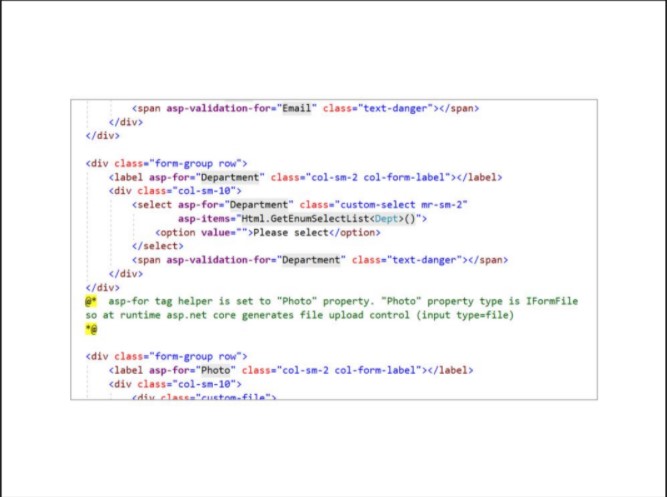 <span asp-validation-for="Email" class="text-danger"></span>
</div>
</div>
<div class="form-group row">
<label asp-for="Department" class="col-sm-2 col-form-label"></label>
<div class="col-sm-10">
<select asp-for="Department" class="custom-select mr-sm-2"
asp-items="Html.GetEnumSelectList<Dept>()">
<option value="">Please select</option>
</select>
<span asp-validation-for="Department" class="text-danger"></span>
</div>
</div>
@* asp-for tag helper is set to "Photo" property. "Photo" property type is IFormFile
so at runtime asp.net core generates file upload control (input type=file)
*@
<div class="form-group row">
<label asp-for="Photo" class="col-sm-2 col-form-label"></label>
<div class="col-sm-10">
<div class="custom-file">